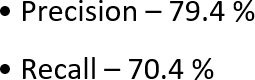 • Precision – 79.4 %
• Recall – 70.4 %